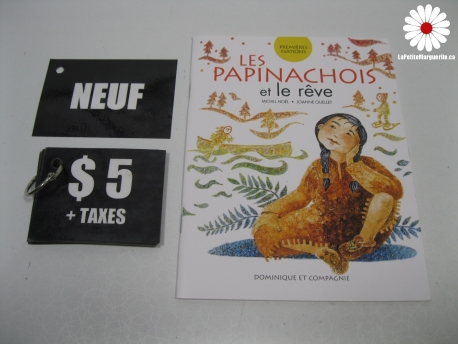 LaPetiteMarguerite.ca
NEUF
$ 5
+ TAXES
PREMIÈRES
NATIONS
LES
PAPINACHOIS
et le rêve
MICHEL NOËL • JOANNE OUELLET
DOMINIQUE ET COMPAGNIE